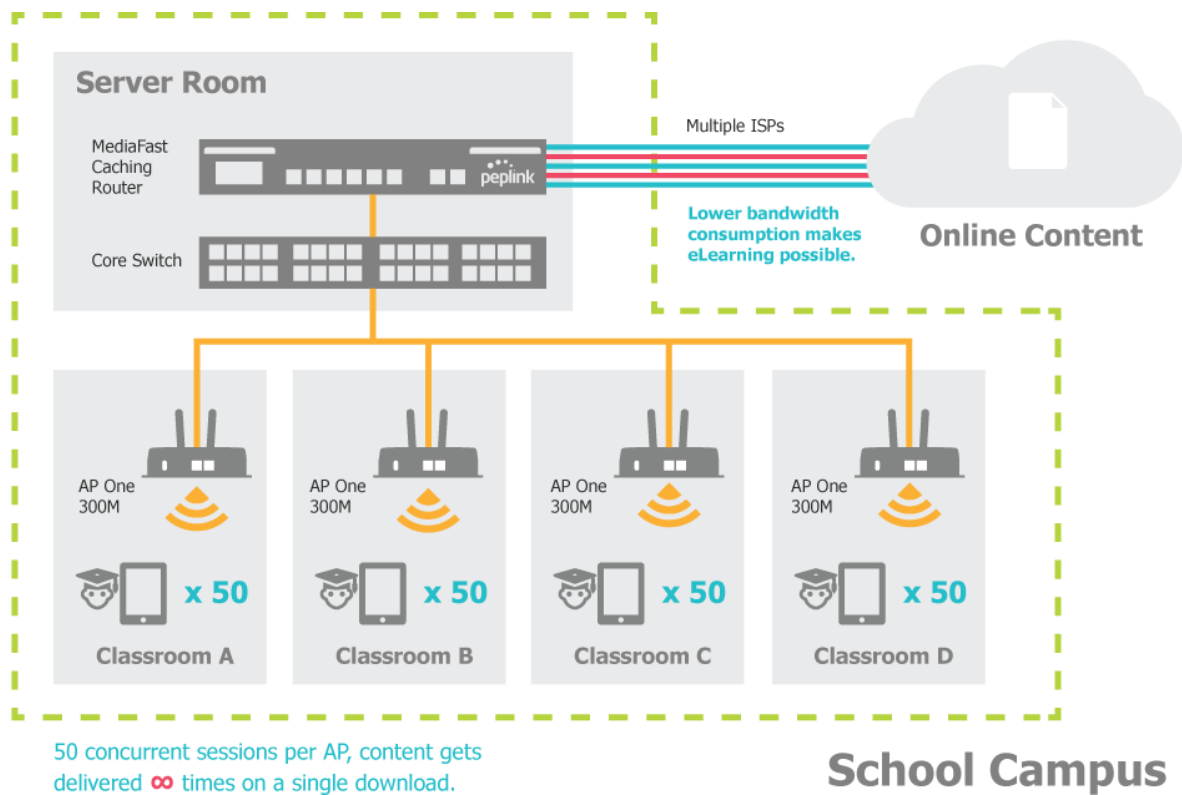 Server Room
MediaFast
Caching
Router
peplink
Core Switch
Multiple ISPs
Lower bandwidth
consumption makes
eLearning possible.
Online Content
AP One
300M
x 50
Classroom A
AP One
300M
x 50
Classroom B
AP One
300M
x 50
Classroom C
AP One
300M
x 50
Classroom D
50 concurrent sessions per AP, content gets
delivered ∞ times on a single download.
School Campus